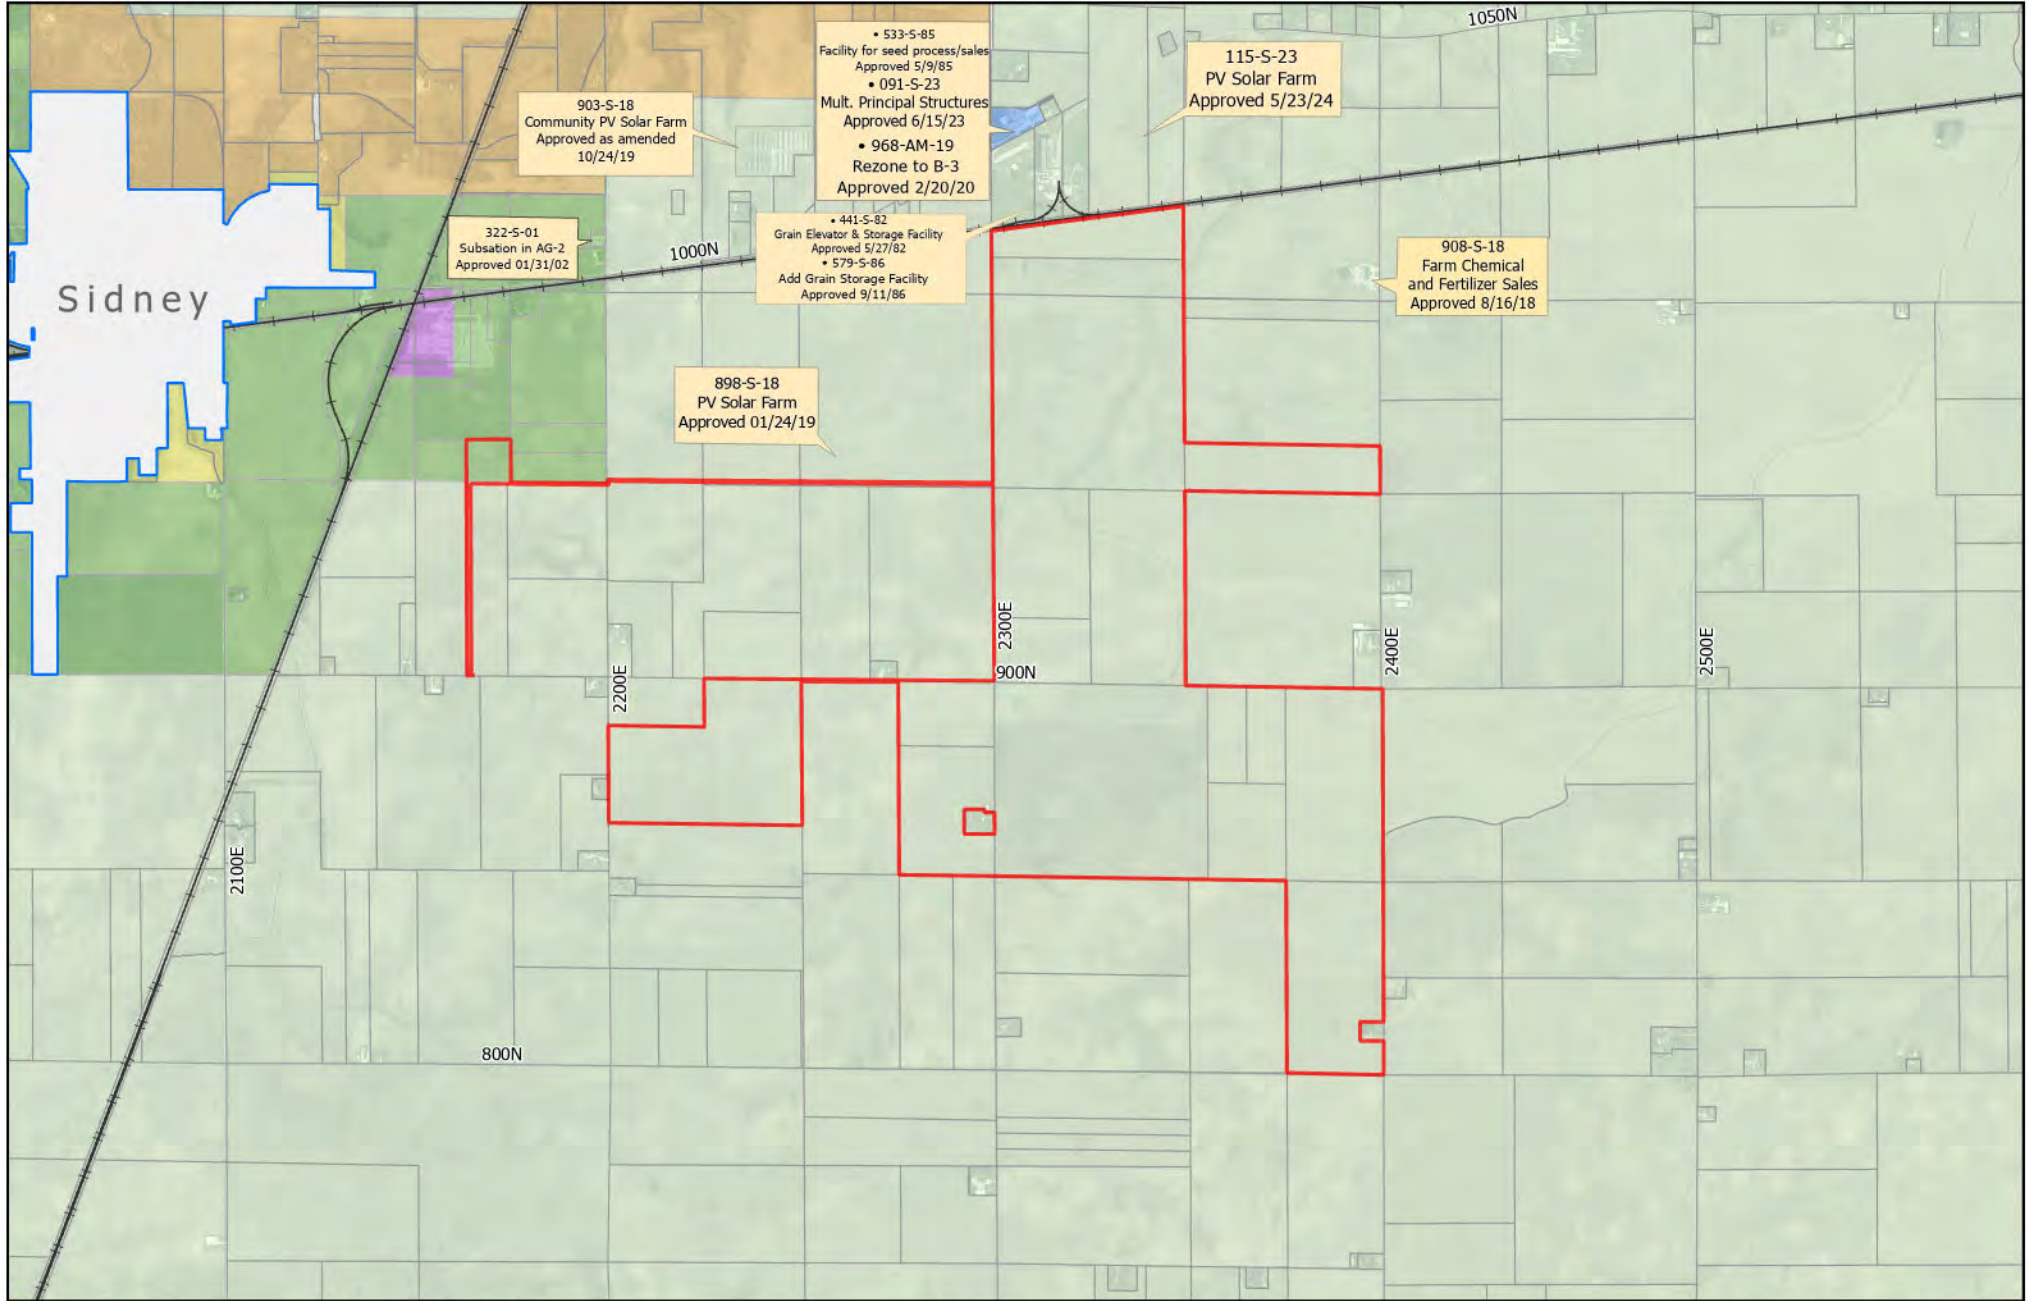 1050N
• 533-S-85
Facility for seed process/sales
Approved 5/9/85
• 091-S-23
Mult. Principal Structures
Approved 6/15/23
• 968-AM-19
Rezone to B-3
Approved 2/20/20
115-S-23
PV Solar Farm
Approved 5/23/24
903-S-18
Community PV Solar Farm
Approved as amended
10/24/19
322-S-01
Subsation in AG-2
Approved 01/31/02
1000N
• 441-S-82
Grain Elevator & Storage Facility
Approved 5/27/82
• 579-S-86
Add Grain Storage Facility
Approved 9/11/86
908-S-18
Farm Chemical
and Fertilizer Sales
Approved 8/16/18
Sidney
898-S-18
PV Solar Farm
Approved 01/24/19
2300E
2400E
2500E
900N
2200E
2100E
800N